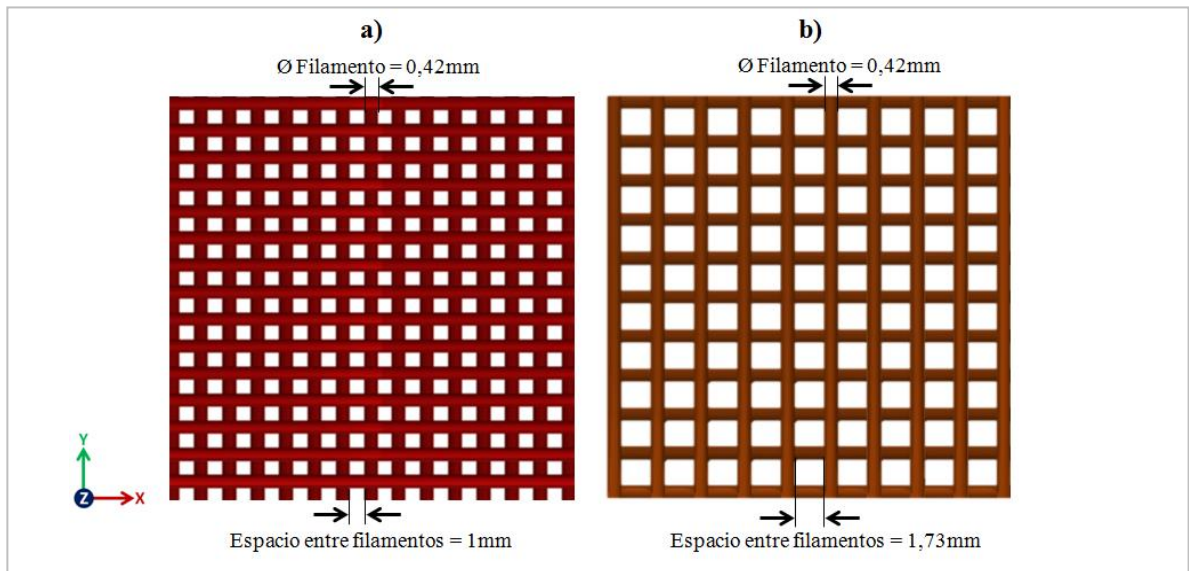 a)
Ø Filamento = 0,42mm
b)
Ø Filamento = 0,42mm
Y
Z
X
Espacio entre filamentos = 1mm
Espacio entre filamentos = 1,73mm